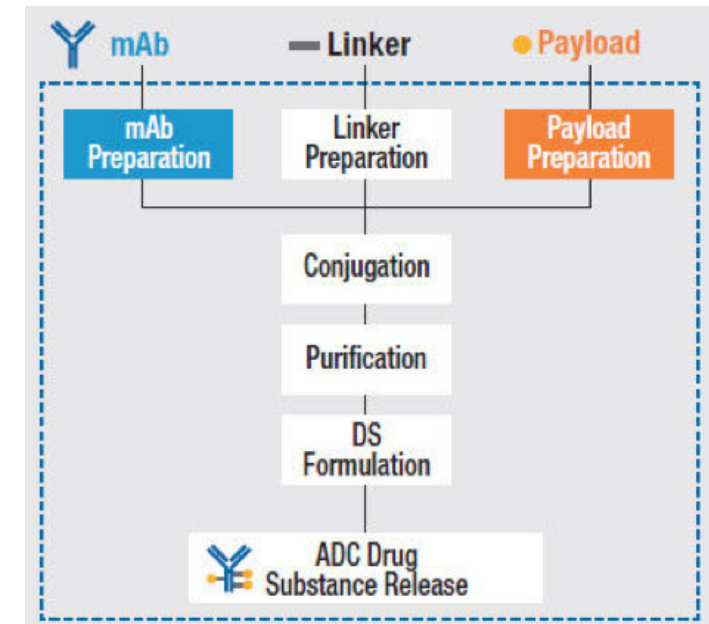 mAb
Linker
Payload
mAb
Preparation
Linker
Preparation
Payload
Preparation
Conjugation
Purification
DS
Formulation
ADC Drug
Substance Release